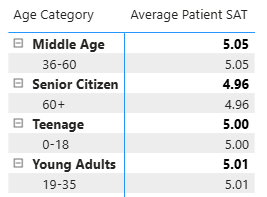 Age Category Average Patient SAT
Middle Age 5.05
36-60 5.05
Senior Citizen 4.96
60+ 4.96
Teenage 5.00
0-18 5.00
Young Adults 5.01
19-35 5.01